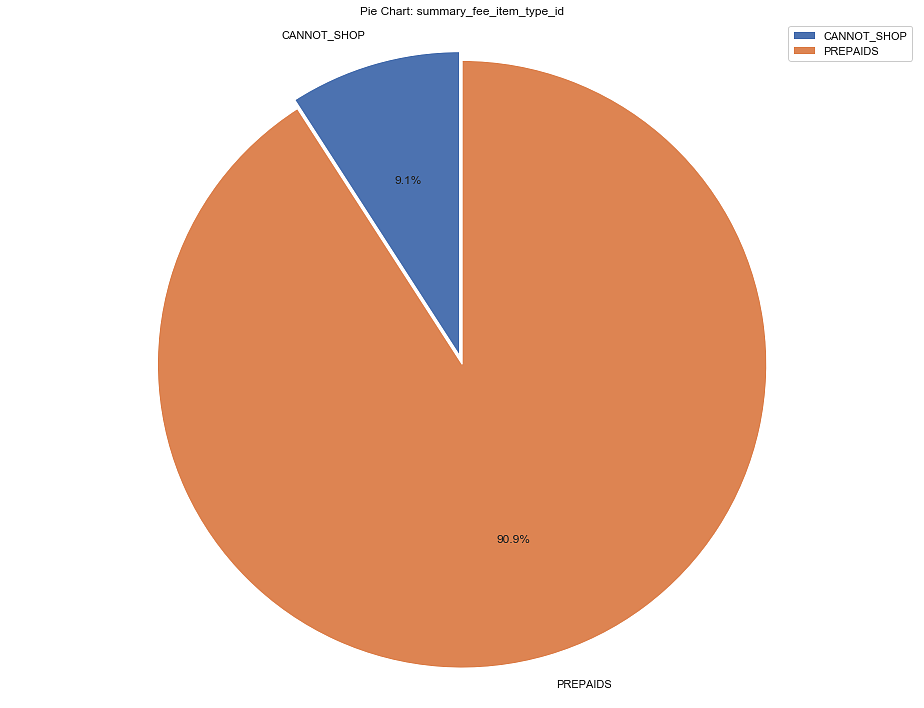 Pie Chart: summary_fee_item_type_id
CANNOT_SHOP
CANNOT_SHOP
PREPAIDS
9.1%
90.9%
PREPAIDS